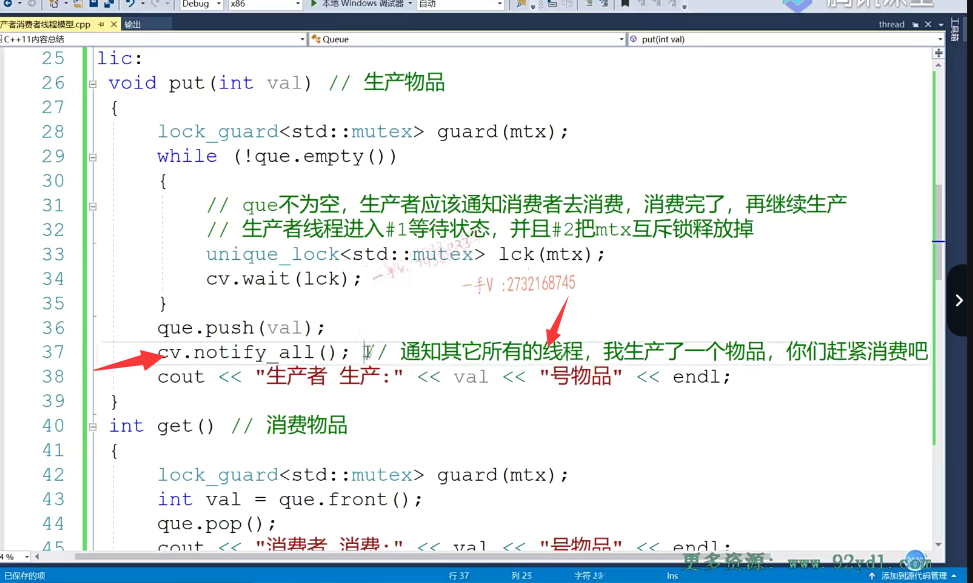 Debug x86 本地 Windows 调试器 自动
产者消费者线程模型.cpp 输出 thread
C++11内容总结 Queue put(int val)
25 lic:
26 void put(int val) // 生产物品
27 {
28 lock_guard<std::mutex> guard(mtx);
29 while (!que.empty())
30 {
31 // que不为空，生产者应该通知消费者去消费，消费完了，再继续生产
32 // 生产者线程进入#1等待状态，并且#2把mtx互斥锁释放掉
33 unique_lock<std::mutex> lck(mtx);
34 cv.wait(lck);
一手V :2732168745
35 }
36 que.push(val);
37 cv.notify_all(); // 通知其它所有的线程，我生产了一个物品，你们赶紧消费吧
38 cout << "生产者 生产:" << val << "号物品" << endl;
39 }
40 int get() // 消费物品
41 {
42 lock_guard<std::mutex> guard(mtx);
43 int val = que.front();
44 que.pop();
45 cout << "消费者 消费:" << val << "号物品" << endl;
更多资源:
已保存的项 行 37 列 25 字符 23 Ins 添加到源代码管理